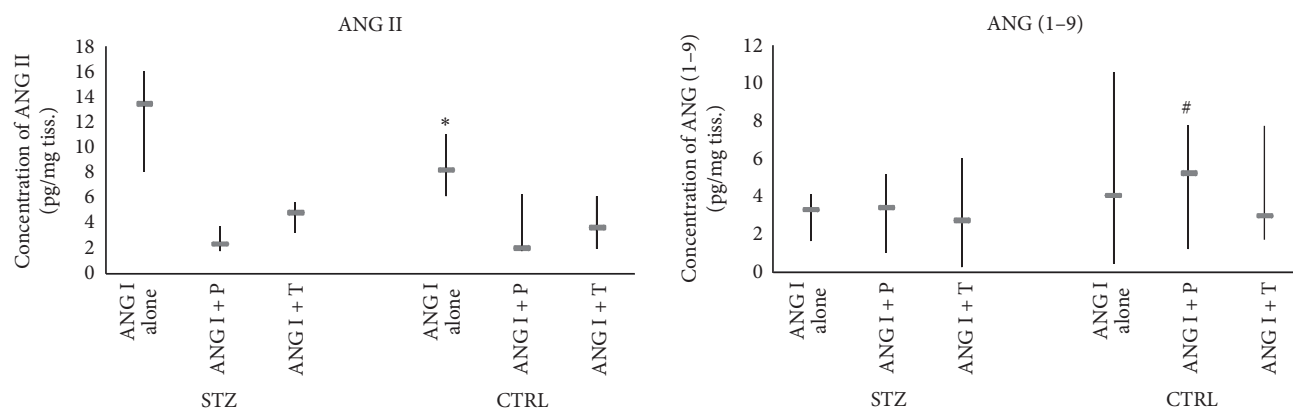 ANG II
Concentration of ANG II
(pg/mg tiss.)
18
16
14
12
10
8
6
4
2
0
*
ANG I
alone
ANG I + P
ANG I + T
ANG I
alone
ANG I + P
ANG I + T
STZ
CTRL
ANG (1–9)
Concentration of ANG (1–9)
(pg/mg tiss.)
12
10
8
6
4
2
0
#
ANG I
alone
ANG I + P
ANG I + T
ANG I
alone
ANG I + P
ANG I + T
STZ
CTRL